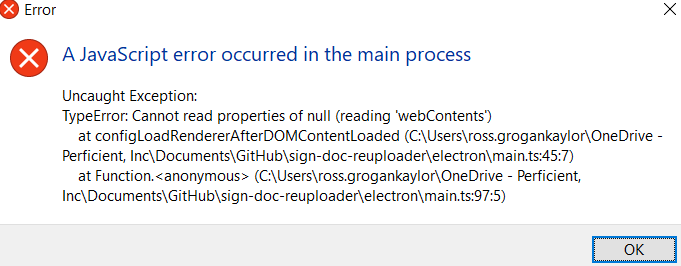 Error
A JavaScript error occurred in the main process
Uncaught Exception:
TypeError: Cannot read properties of null (reading 'webContents')
at configLoadRendererAfterDOMContentLoaded (C:\Users\ross.grogankaylor\OneDrive -
Perficient, Inc\Documents\GitHub\sign-doc-reuploader\electron\main.ts:45:7)
at Function.<anonymous> (C:\Users\ross.grogankaylor\OneDrive - Perficient,
Inc\Documents\GitHub\sign-doc-reuploader\electron\main.ts:97:5)
OK